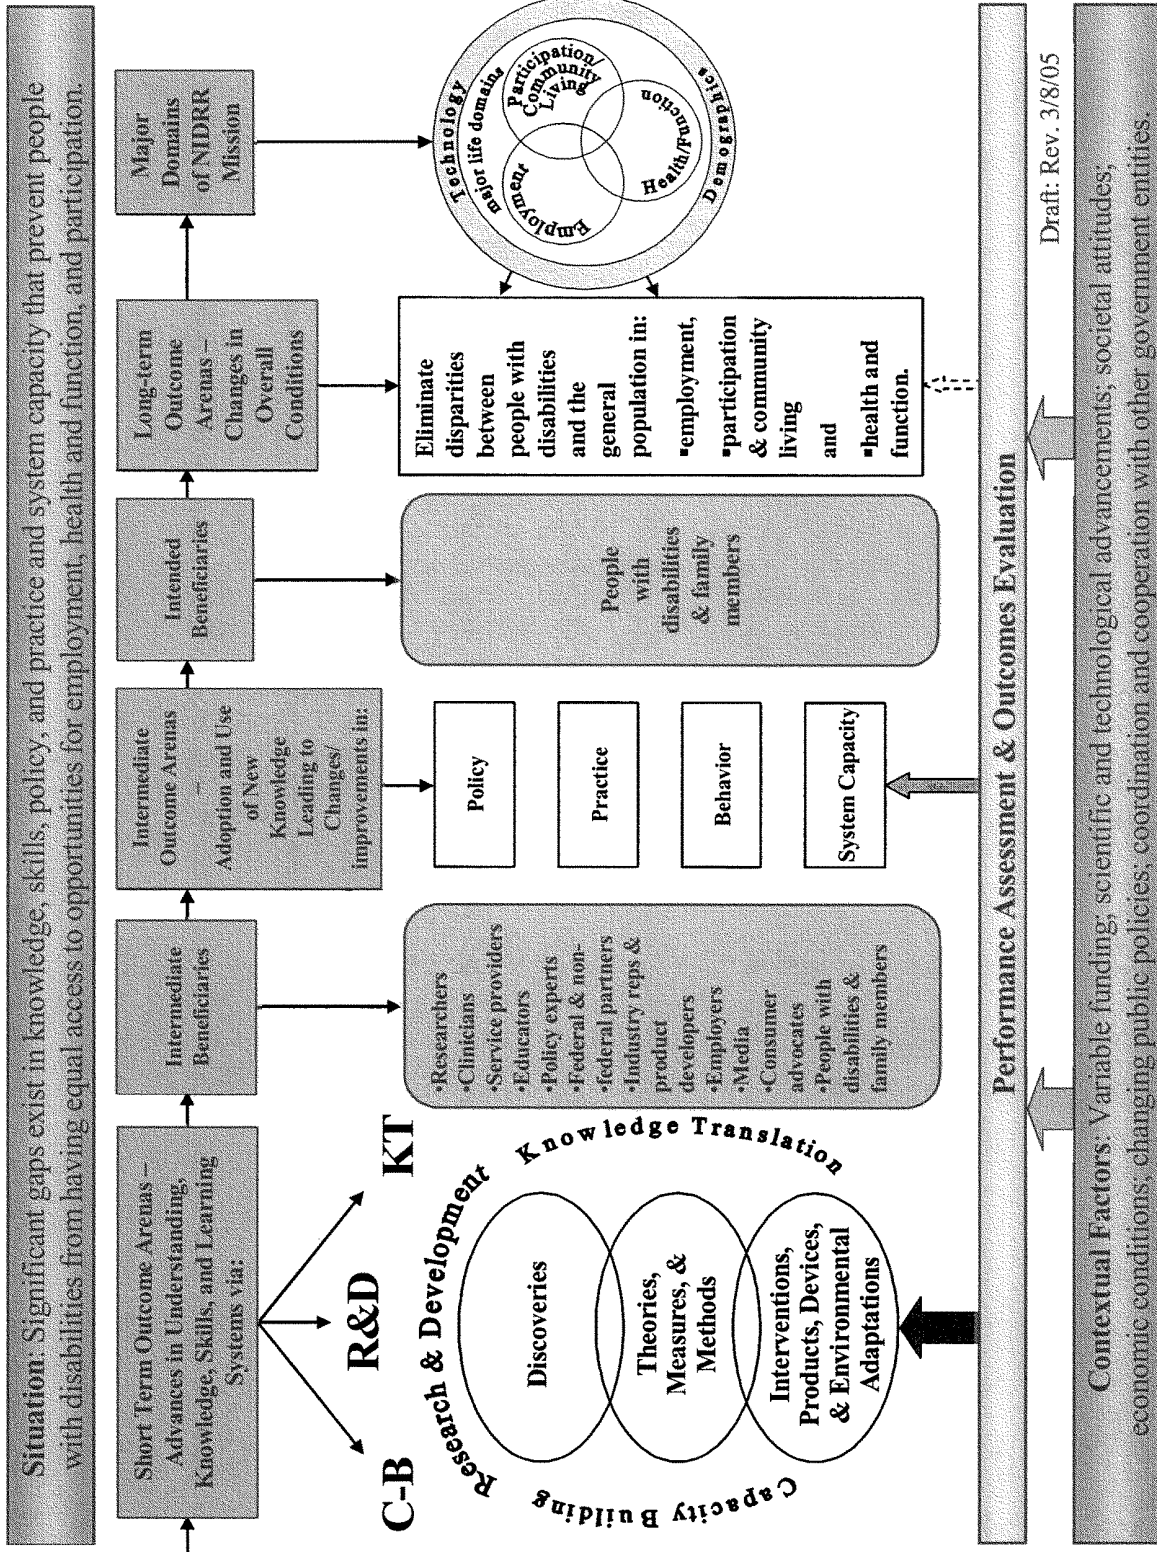 Situation: Significant gaps exist in knowledge, skills, policy, and practice and system capacity that prevent people
with disabilities from having equal access to opportunities for employment, health and function, and participation.
Short Term Outcome Arenas –
Advances in Understanding,
Knowledge, Skills, and Learning
Systems via:
Intermediate
Beneficiaries
Intermediate
Outcome Arenas
–
Adoption and Use
of New
Knowledge
Leading to
Changes/
improvements in:
Intended
Beneficiaries
Long-term
Outcome
Arenas –
Changes in
Overall
Conditions
Major
Domains
of NIDRR
Mission
C-B
R&D
KT
Capacity Building
Research & Development
Knowledge Translation
Discoveries
Theories,
Measures, &
Methods
Interventions,
Products, Devices,
& Environmental
Adaptations
•Researchers
•Clinicians
•Service providers
•Educators
•Policy experts
•Federal & non-
•federal partners
•Industry reps &
product
developers
•Employers
•Media
•Consumer
advocates
•People with
disabilities &
family members
Policy
Practice
Behavior
System Capacity
People
with
disabilities
& family
members
Eliminate
disparities
between
people with
disabilities
and the
general
population in:
▪employment,
▪participation
& community
living
and
▪health and
function.
Technology
major life domains
Employment
Participation/
Community
Living
Health/Function
Demographics
Performance Assessment & Outcomes Evaluation
Draft: Rev. 3/8/05
Contextual Factors: Variable funding; scientific and technological advancements; societal attitudes;
economic conditions, changing public policies; coordination and cooperation with other government entities.